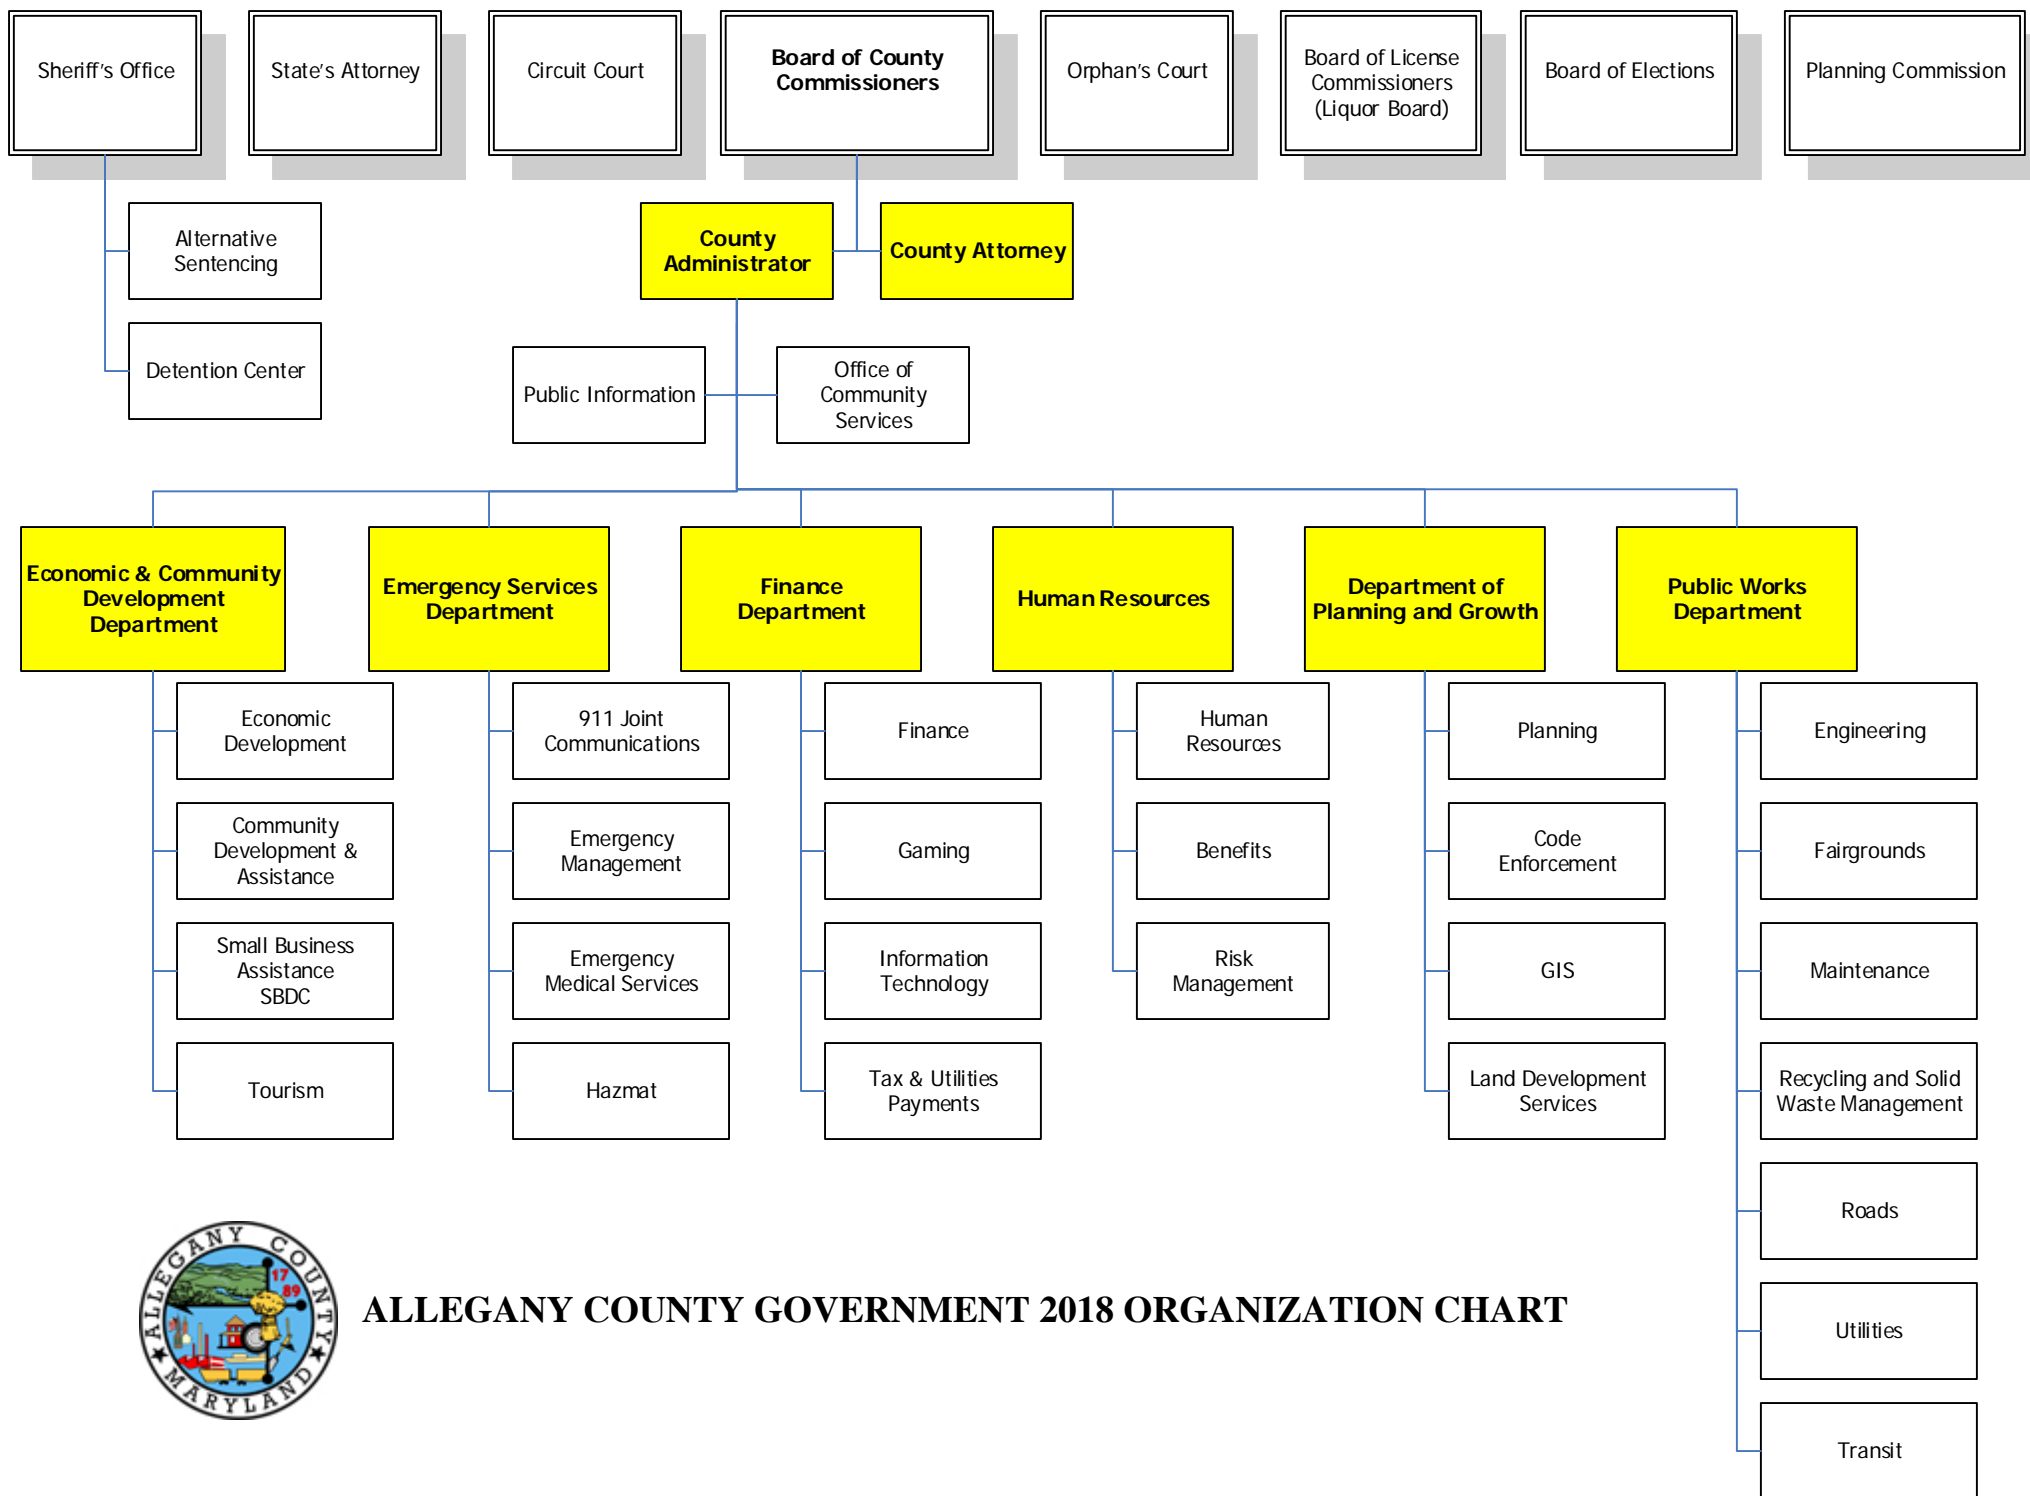 Sheriff's Office
State's Attorney
Circuit Court
Board of County
Commissioners
Orphan's Court
Board of License
Commissioners
(Liquor Board)
Board of Elections
Planning Commission
Alternative
Sentencing
Detention Center
County
Administrator
County Attorney
Public Information
Office of
Community
Services
Economic & Community
Development
Department
Emergency Services
Department
Finance
Department
Human Resources
Department of
Planning and Growth
Public Works
Department
Economic
Development
Community
Development &
Assistance
Small Business
Assistance
SBDC
Tourism
911 Joint
Communications
Emergency
Management
Emergency
Medical Services
Hazmat
Finance
Gaming
Information
Technology
Tax & Utilities
Payments
Human
Resources
Benefits
Risk
Management
Planning
Code
Enforcement
GIS
Land Development
Services
Engineering
Fairgrounds
Maintenance
Recycling and Solid
Waste Management
Roads
Utilities
Transit
ALLEGANY COUNTY
MARYLAND
17
89
ALLEGANY COUNTY GOVERNMENT 2018 ORGANIZATION CHART